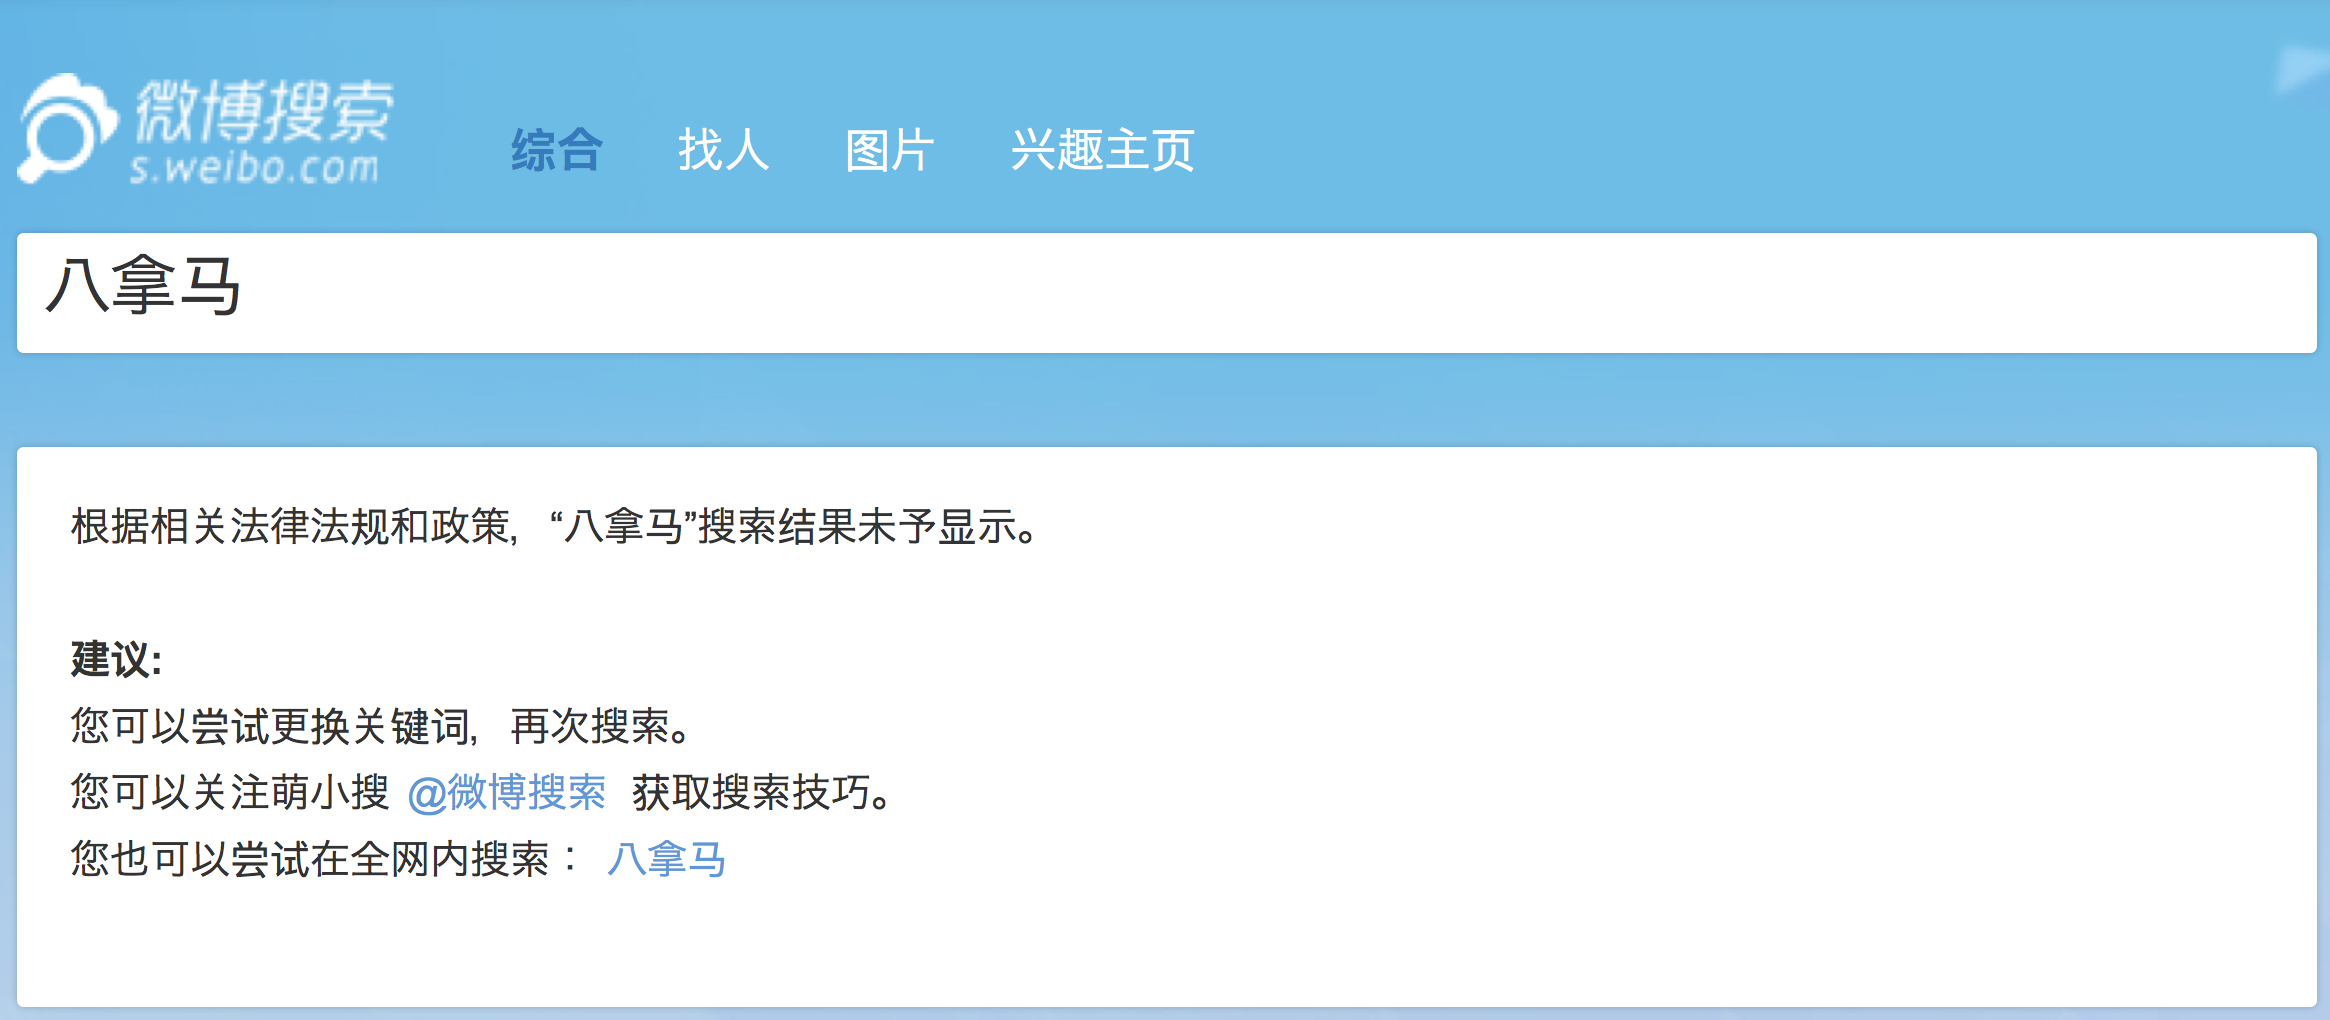 微博搜索
s.weibo.com
综合 找人 图片 兴趣主页
八拿马
根据相关法律法规和政策，“八拿马”搜索结果未予显示。
建议:
您可以尝试更换关键词，再次搜索。
您可以关注萌小搜 @微博搜索 获取搜索技巧。
您也可以尝试在全网内搜索： 八拿马